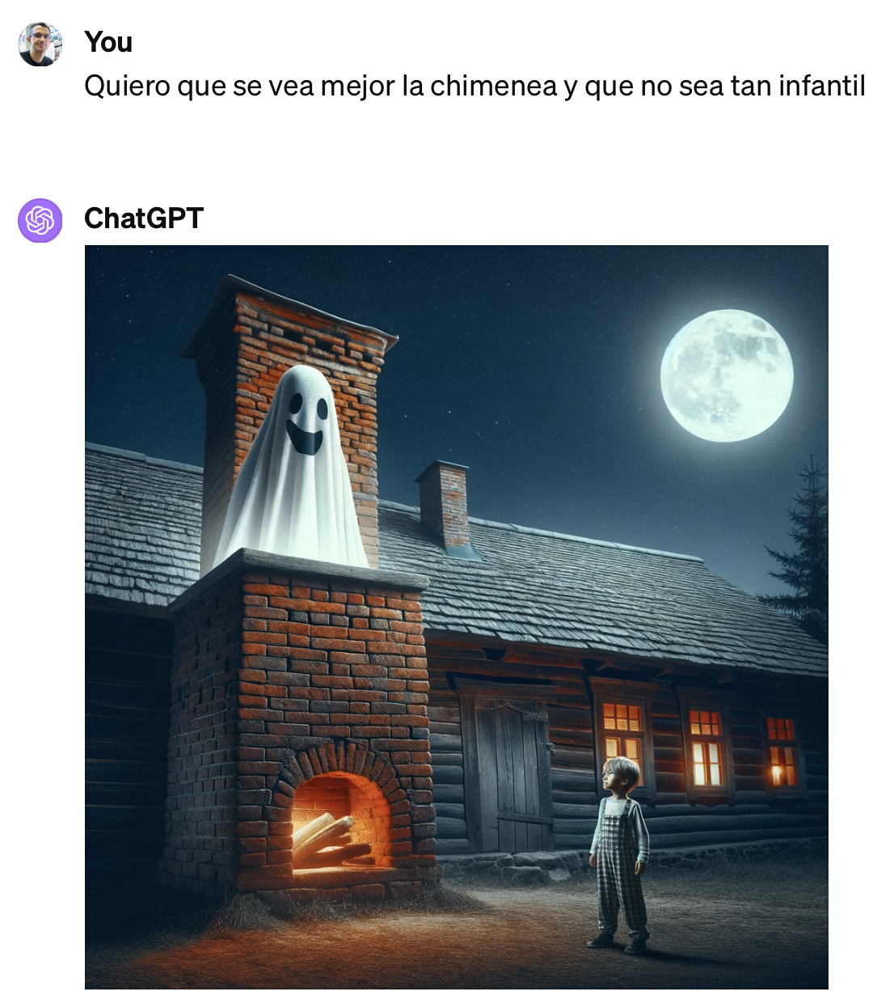 You
Quiero que se vea mejor la chimenea y que no sea tan infantil
ChatGPT